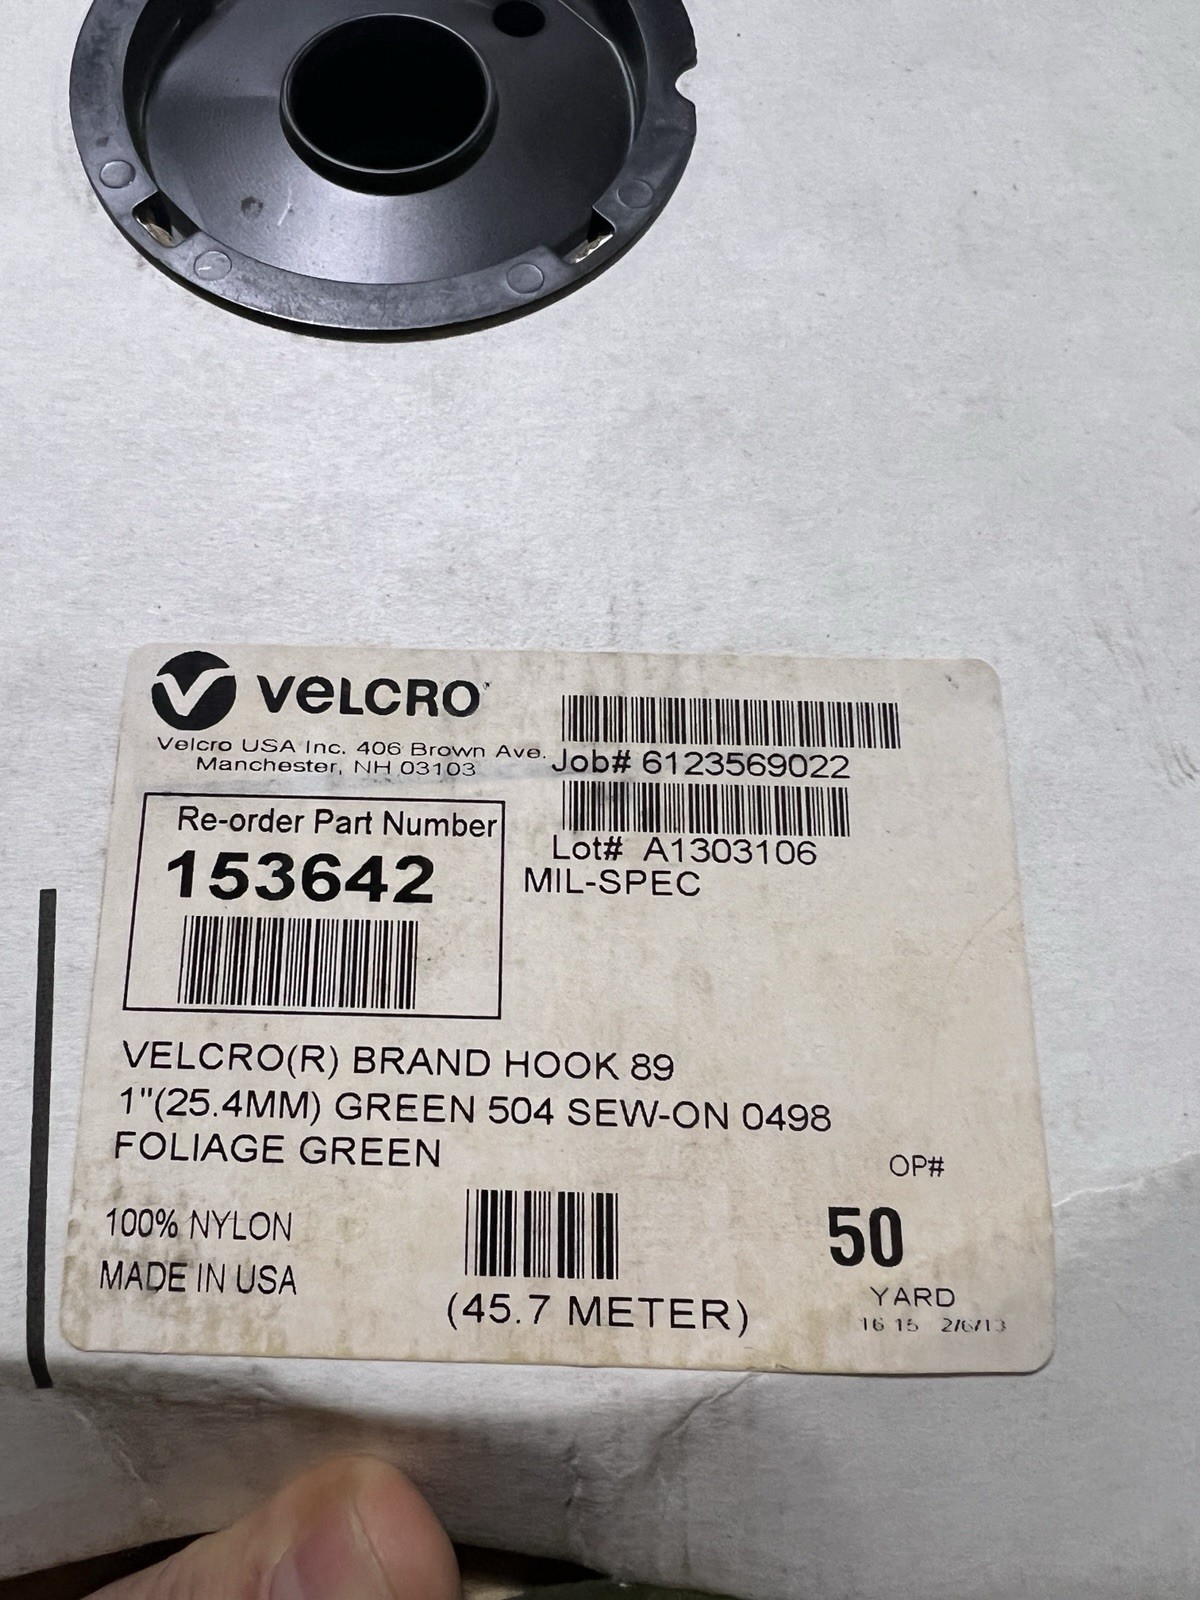 VELCRO
Velcro USA Inc. 406 Brown Ave.
Manchester, NH 03103
Job# 6123569022
Lot# A1303106
MIL-SPEC
Re-order Part Number
153642
VELCRO(R) BRAND HOOK 89
1"(25.4MM) GREEN 504 SEW-ON 0498
FOLIAGE GREEN
OP#
100% NYLON
MADE IN USA
(45.7 METER)
50
YARD
16 15 2/6/13